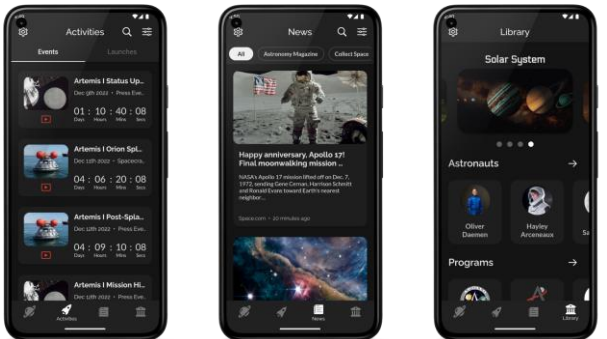 Activities
Events
Launches
Artemis I Status Up...
Dec 9th 2022 • Press Eve...
01 : 10 : 40 : 08
Days Hours Mins Secs
Artemis I Orion Spl...
Dec 11th 2022 • Spacecra...
04 : 06 : 20 : 08
Days Hours Mins Secs
Artemis I Post-Spla...
Dec 11th 2022 • Press Eve...
04 : 09 : 10 : 08
Days Hours Mins Secs
Artemis I Mission Hi...
Dec 12th 2022 • Press Eve...
Activities
News
All
Astronomy Magazine
Collect Space
Happy anniversary, Apollo 17!
Final moonwalking mission ...
NASA's Apollo 17 mission lifted off on Dec. 7,
1972, sending Gene Cernan, Harrison Schmitt
and Ronald Evans toward Earth's nearest
neighbor...
Space.com • 20 minutes ago
News
Library
Solar System
Astronauts
Oliver
Daemen
Hayley
Arceneaux
Programs
Library